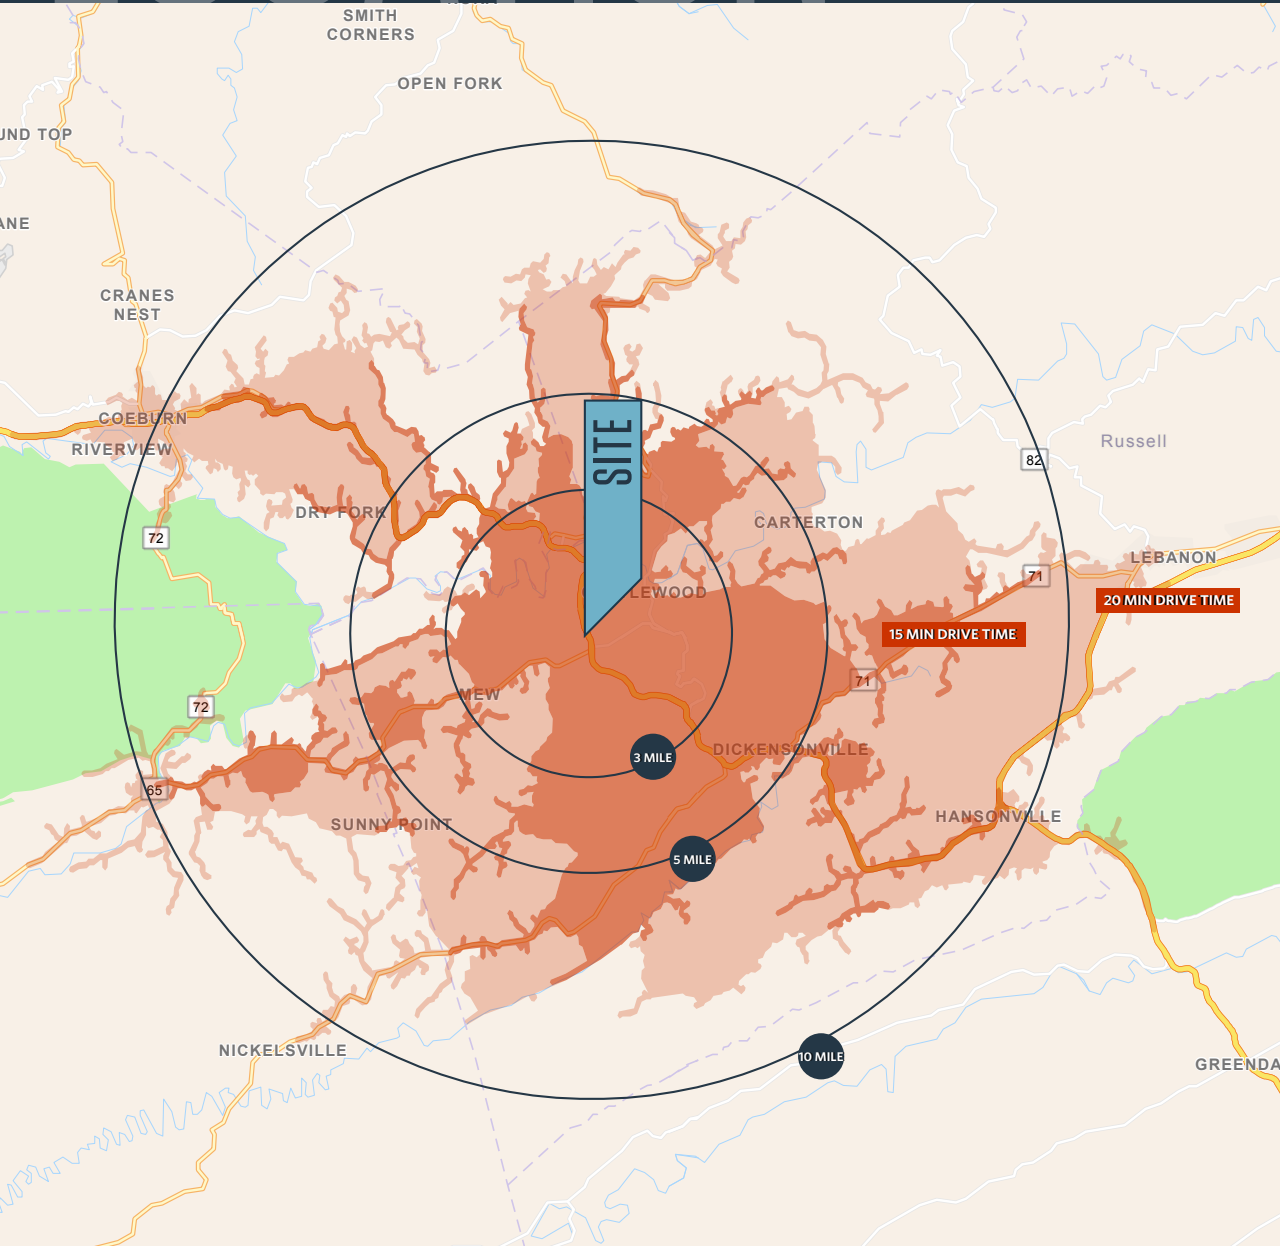 SMITH
CORNERS
OPEN FORK
UND TOP
ANE
CRANES
NEST
COEBURN
RIVERVIEW
SITE
Russell
82
DRY FORK
CARTERTON
72
LEBANON
71
LEWOOD
20 MIN DRIVE TIME
15 MIN DRIVE TIME
71
MEW
72
DICKENSONVILLE
3 MILE
65
SUNNY POINT
HANSONVILLE
5 MILE
NICKELSVILLE
10 MILE
GREENDA